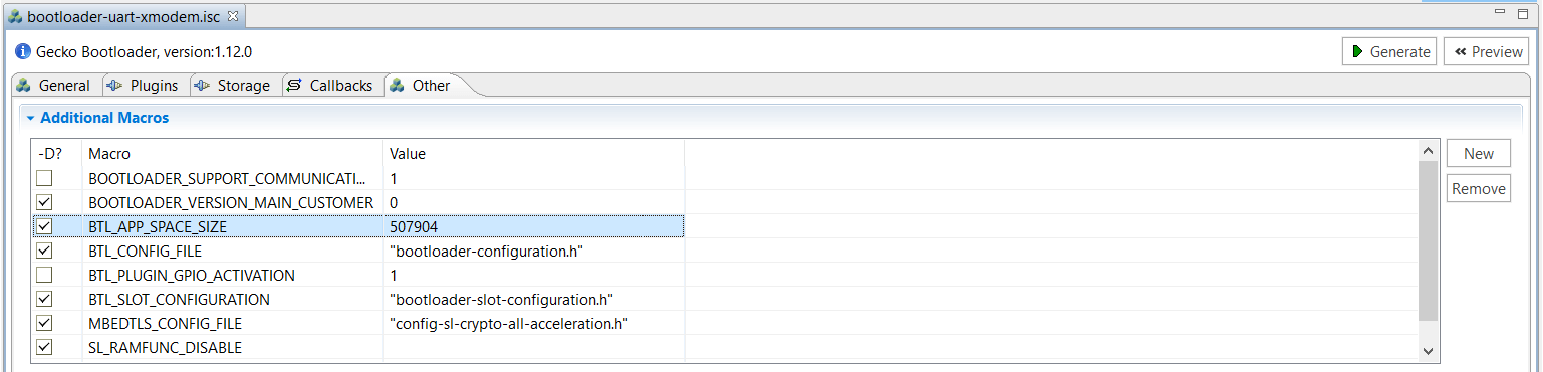 bootloader-uart-xmodem.isc
Gecko Bootloader, version:1.12.0
Generate
Preview
General Plugins Storage Callbacks Other
Additional Macros
-D? Macro Value
BOOTLOADER_SUPPORT_COMMUNICATI... 1
BOOTLOADER_VERSION_MAIN_CUSTOMER 0
BTL_APP_SPACE_SIZE 507904
BTL_CONFIG_FILE "bootloader-configuration.h"
BTL_PLUGIN_GPIO_ACTIVATION 1
BTL_SLOT_CONFIGURATION "bootloader-slot-configuration.h"
MBEDTLS_CONFIG_FILE "config-sl-crypto-all-acceleration.h"
SL_RAMFUNC_DISABLE
New
Remove